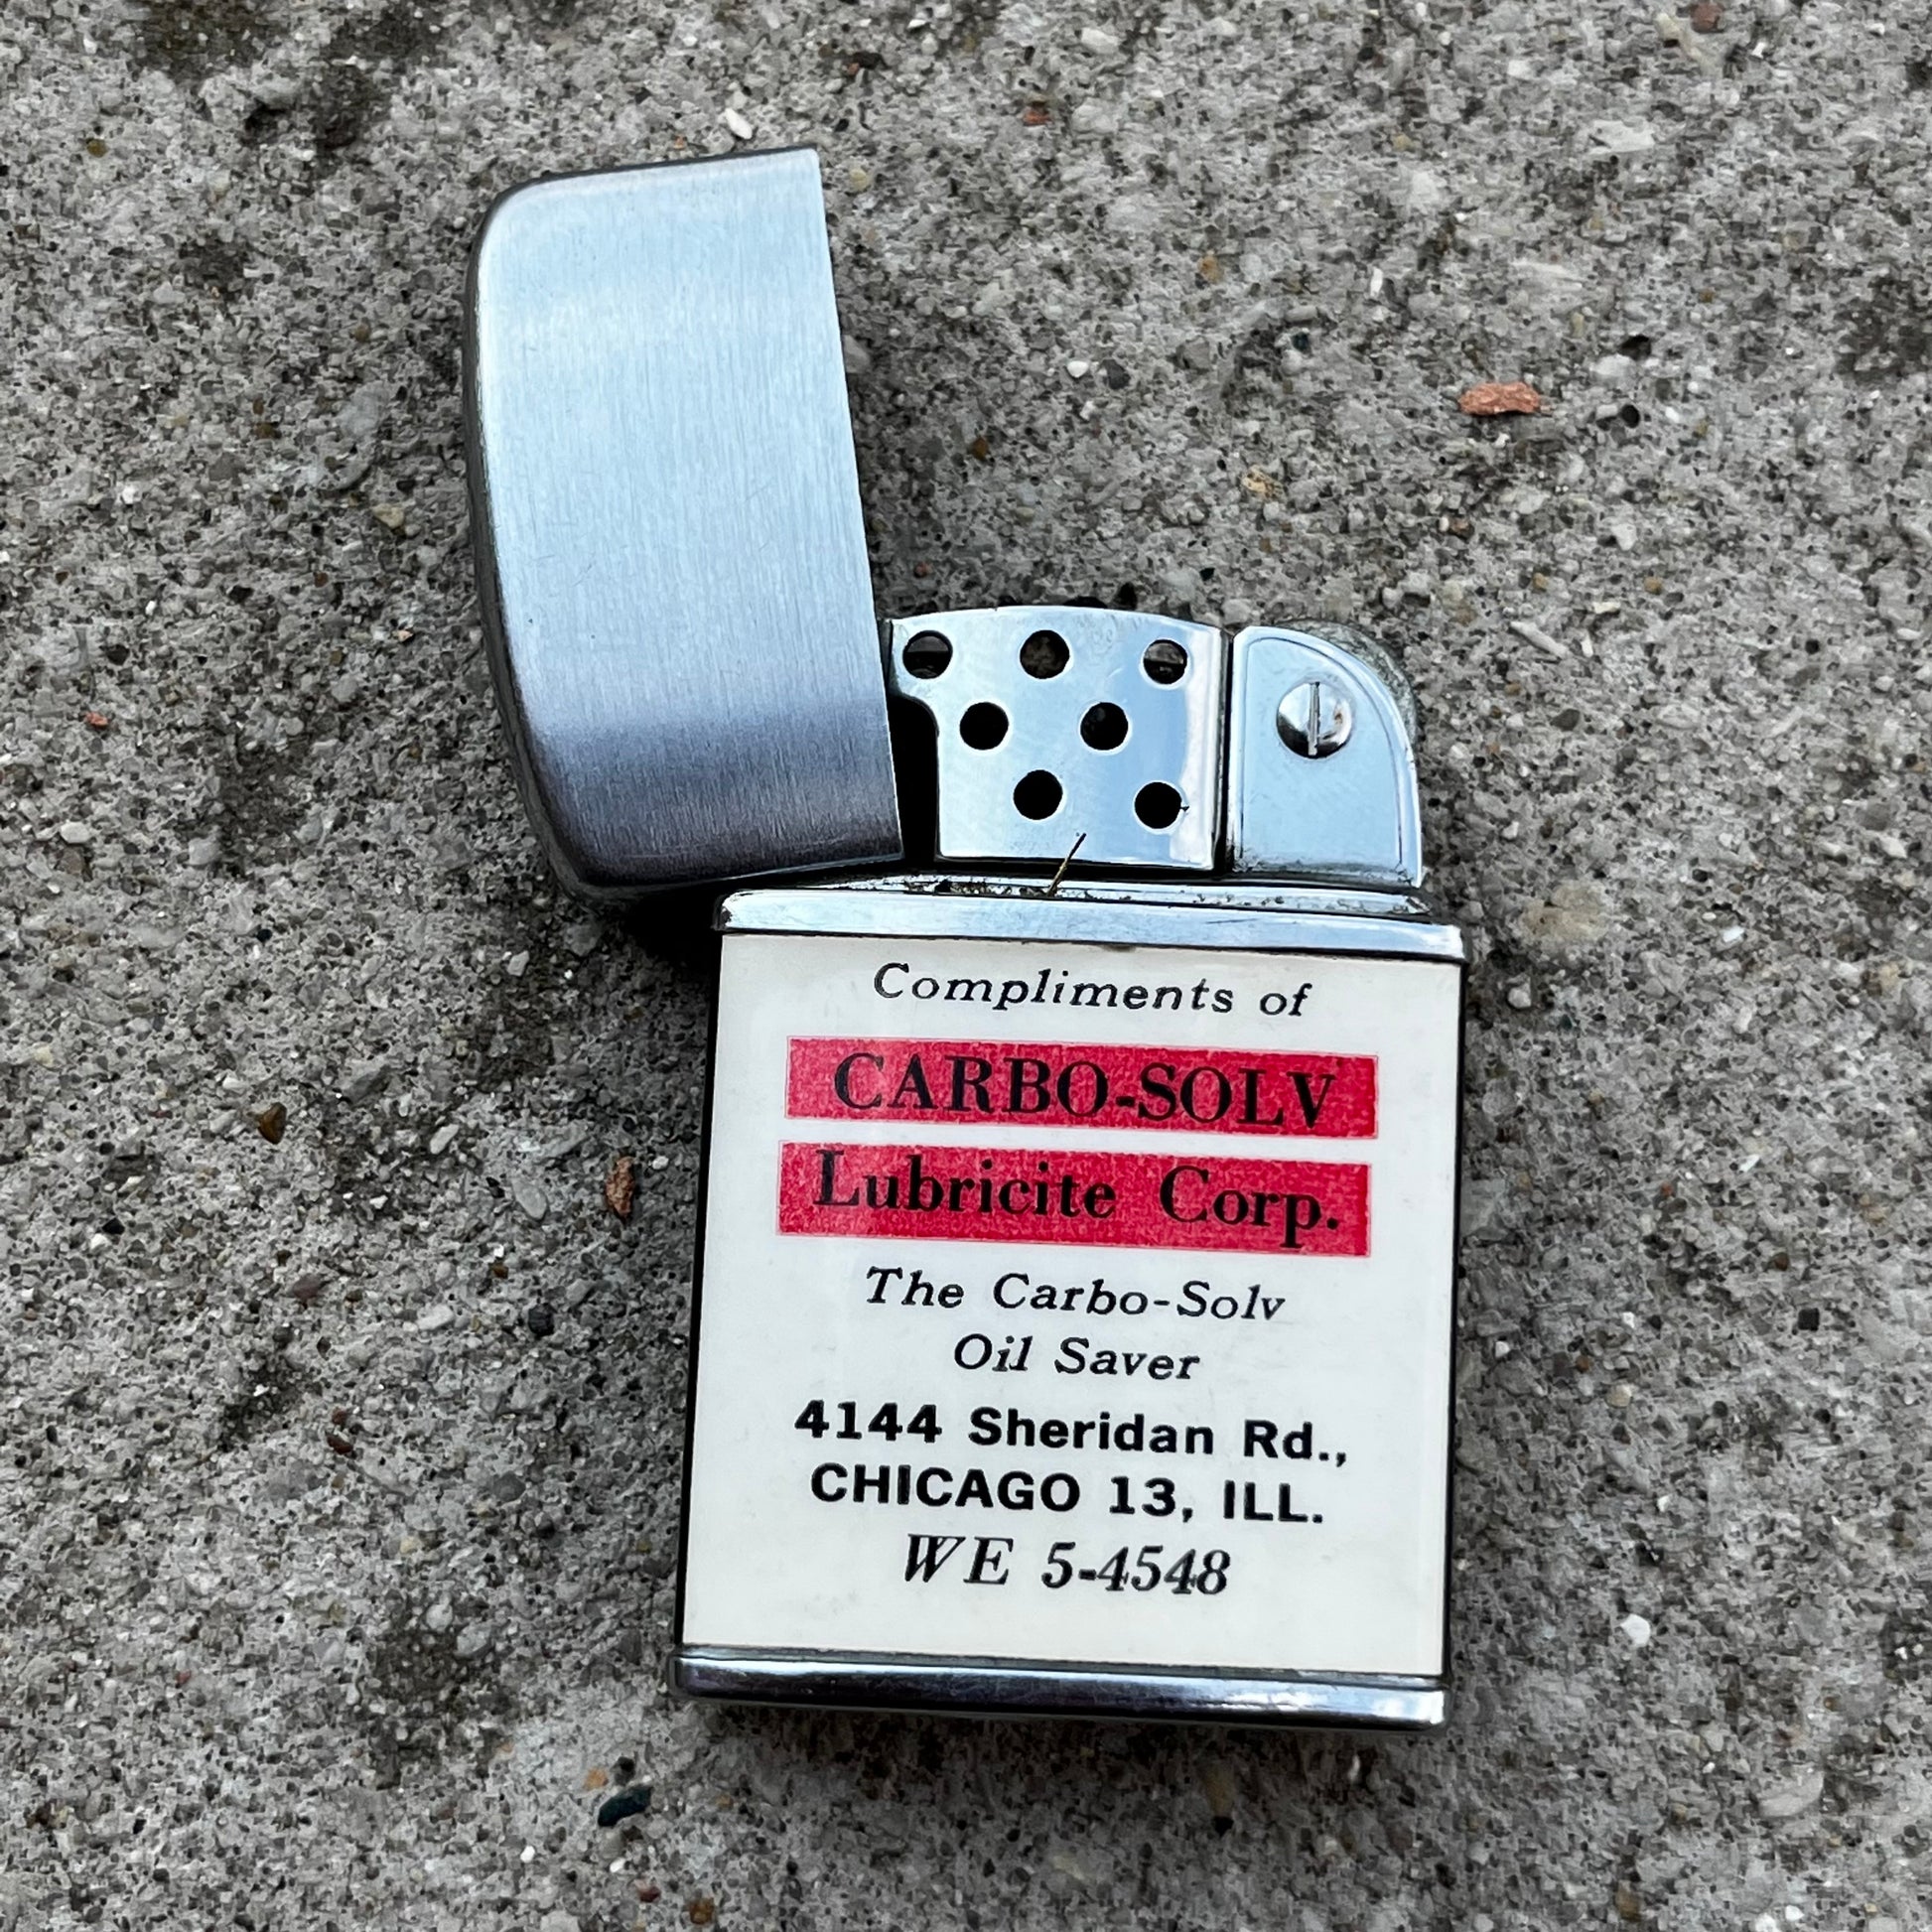 Compliments of
CARBO-SOLV
Lubricite Corp.
The Carbo-Solv
Oil Saver
4144 Sheridan Rd.,
CHICAGO 13, ILL.
WE 5-4548